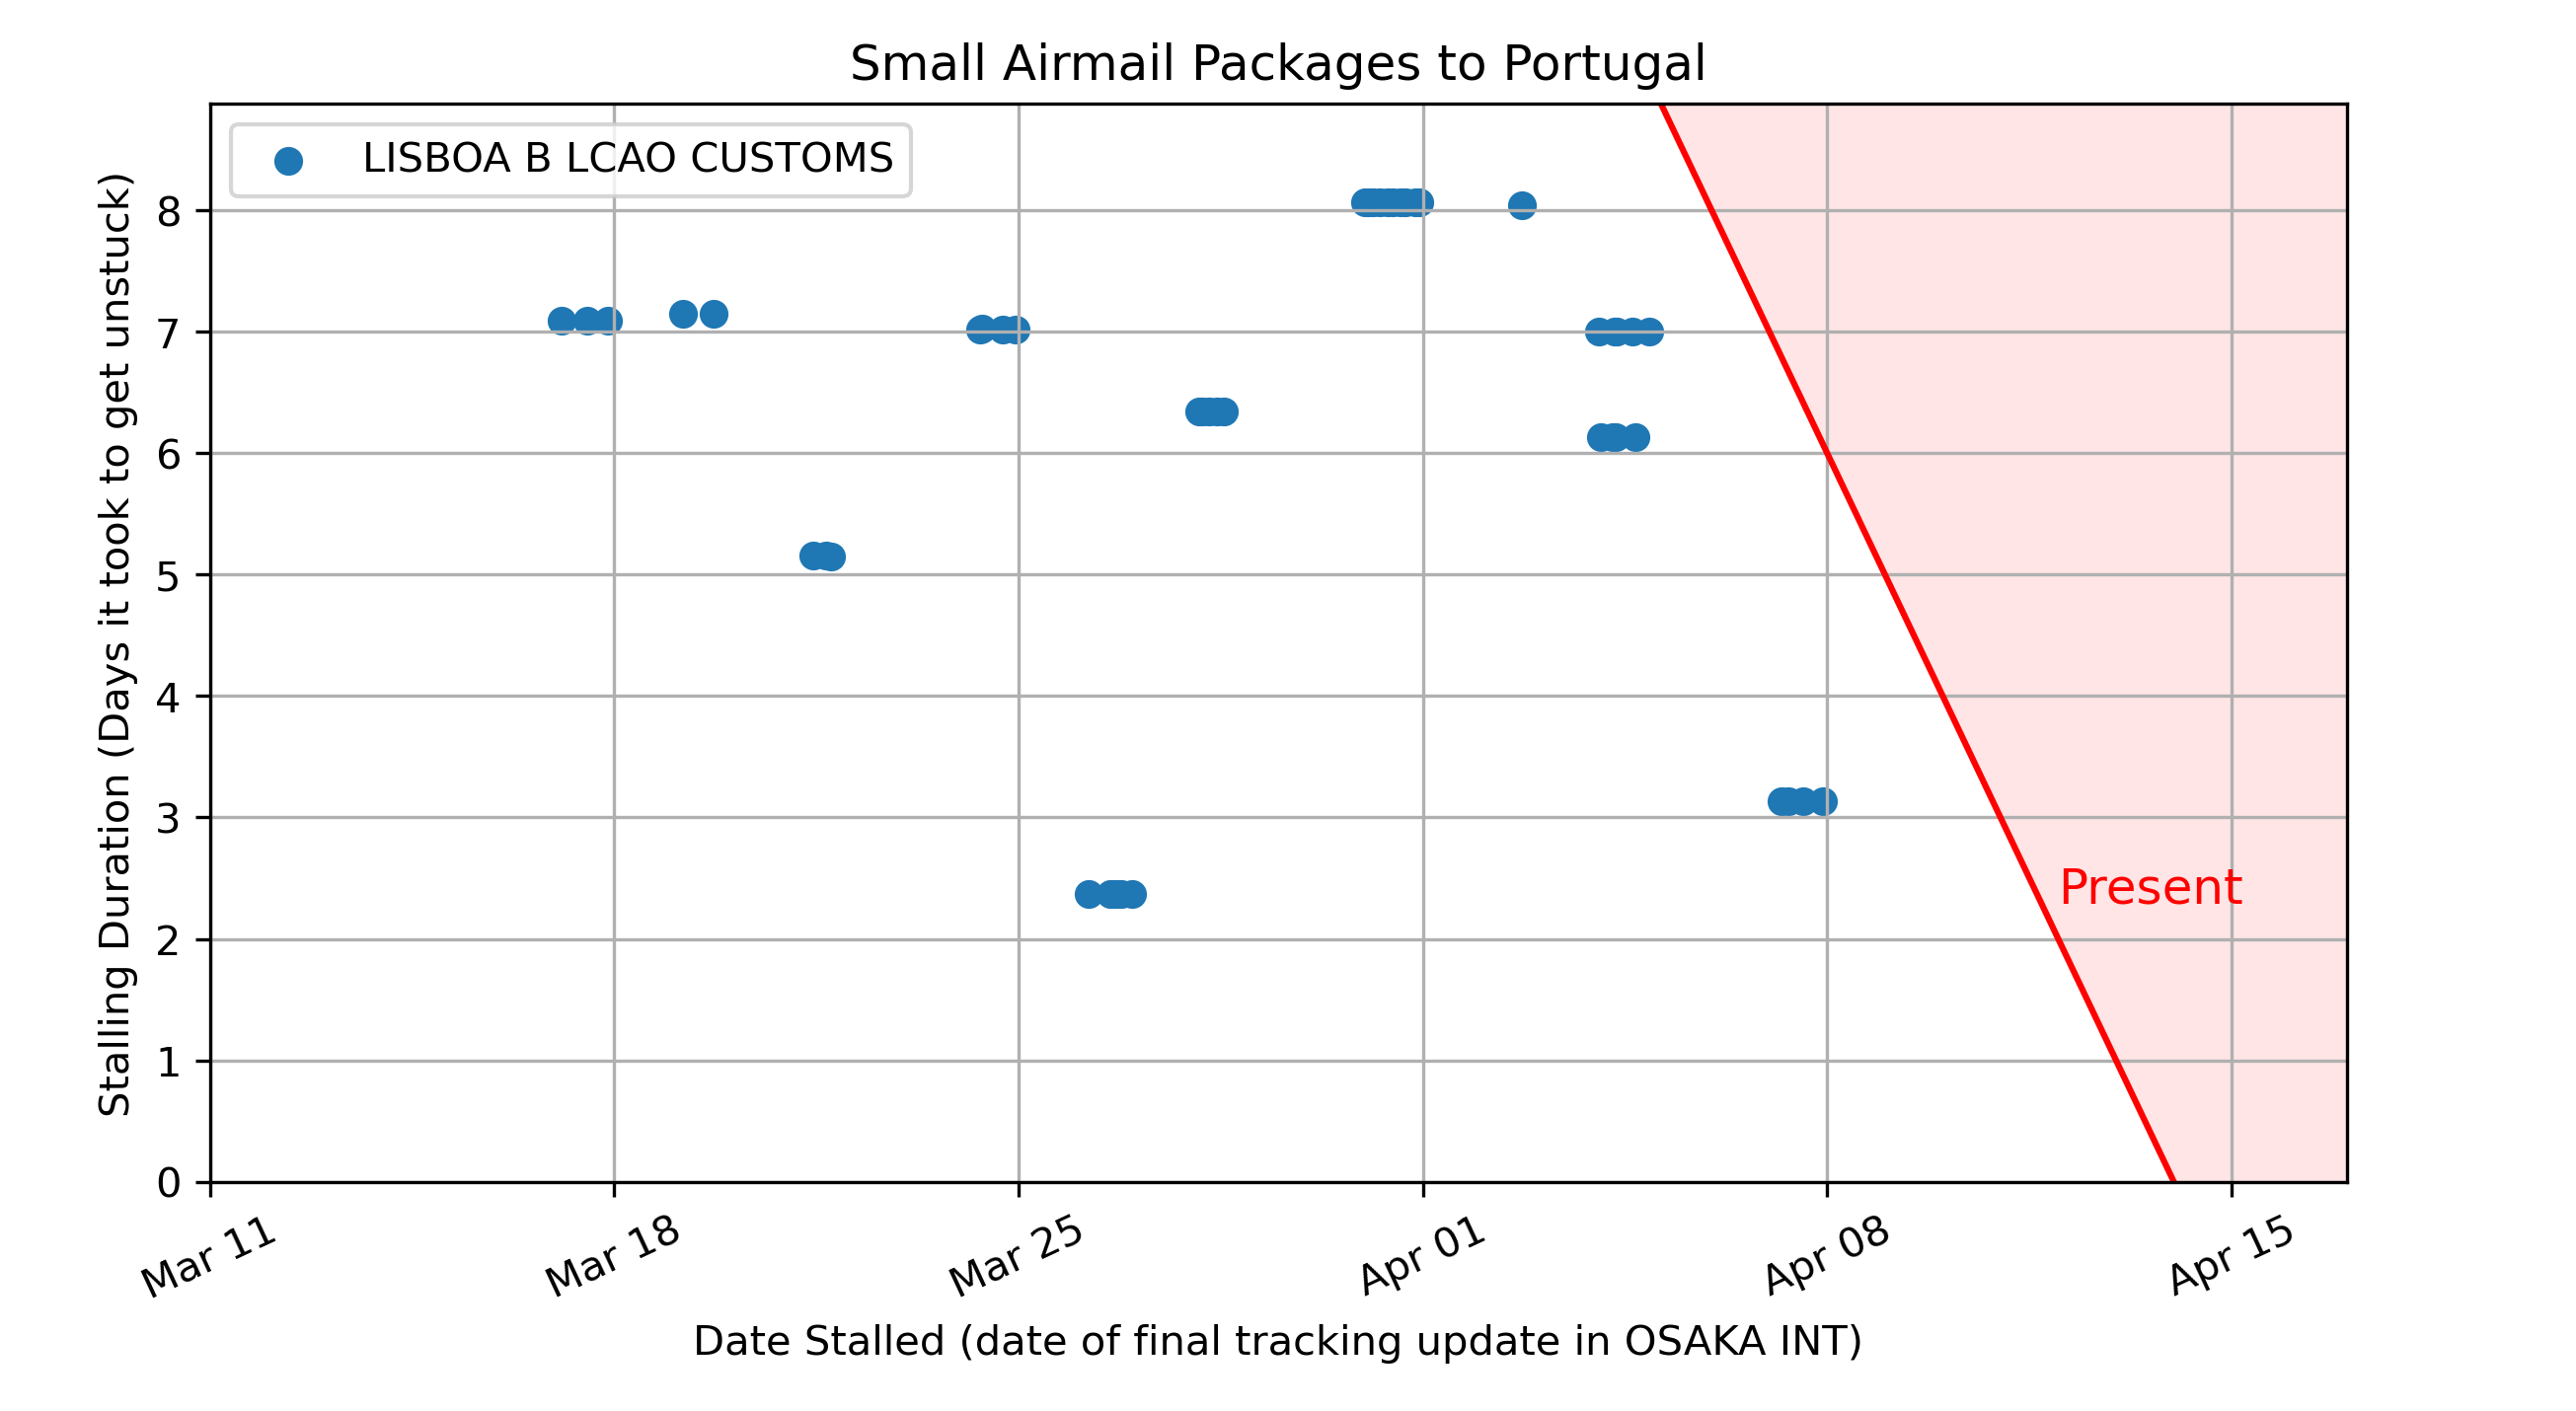 Small Airmail Packages to Portugal
LISBOA B LCAO CUSTOMS
Stalling Duration (Days it took to get unstuck)
8
7
6
5
4
3
2
1
0
Present
Mar 11
Mar 18
Mar 25
Apr 01
Apr 08
Apr 15
Date Stalled (date of final tracking update in OSAKA INT)